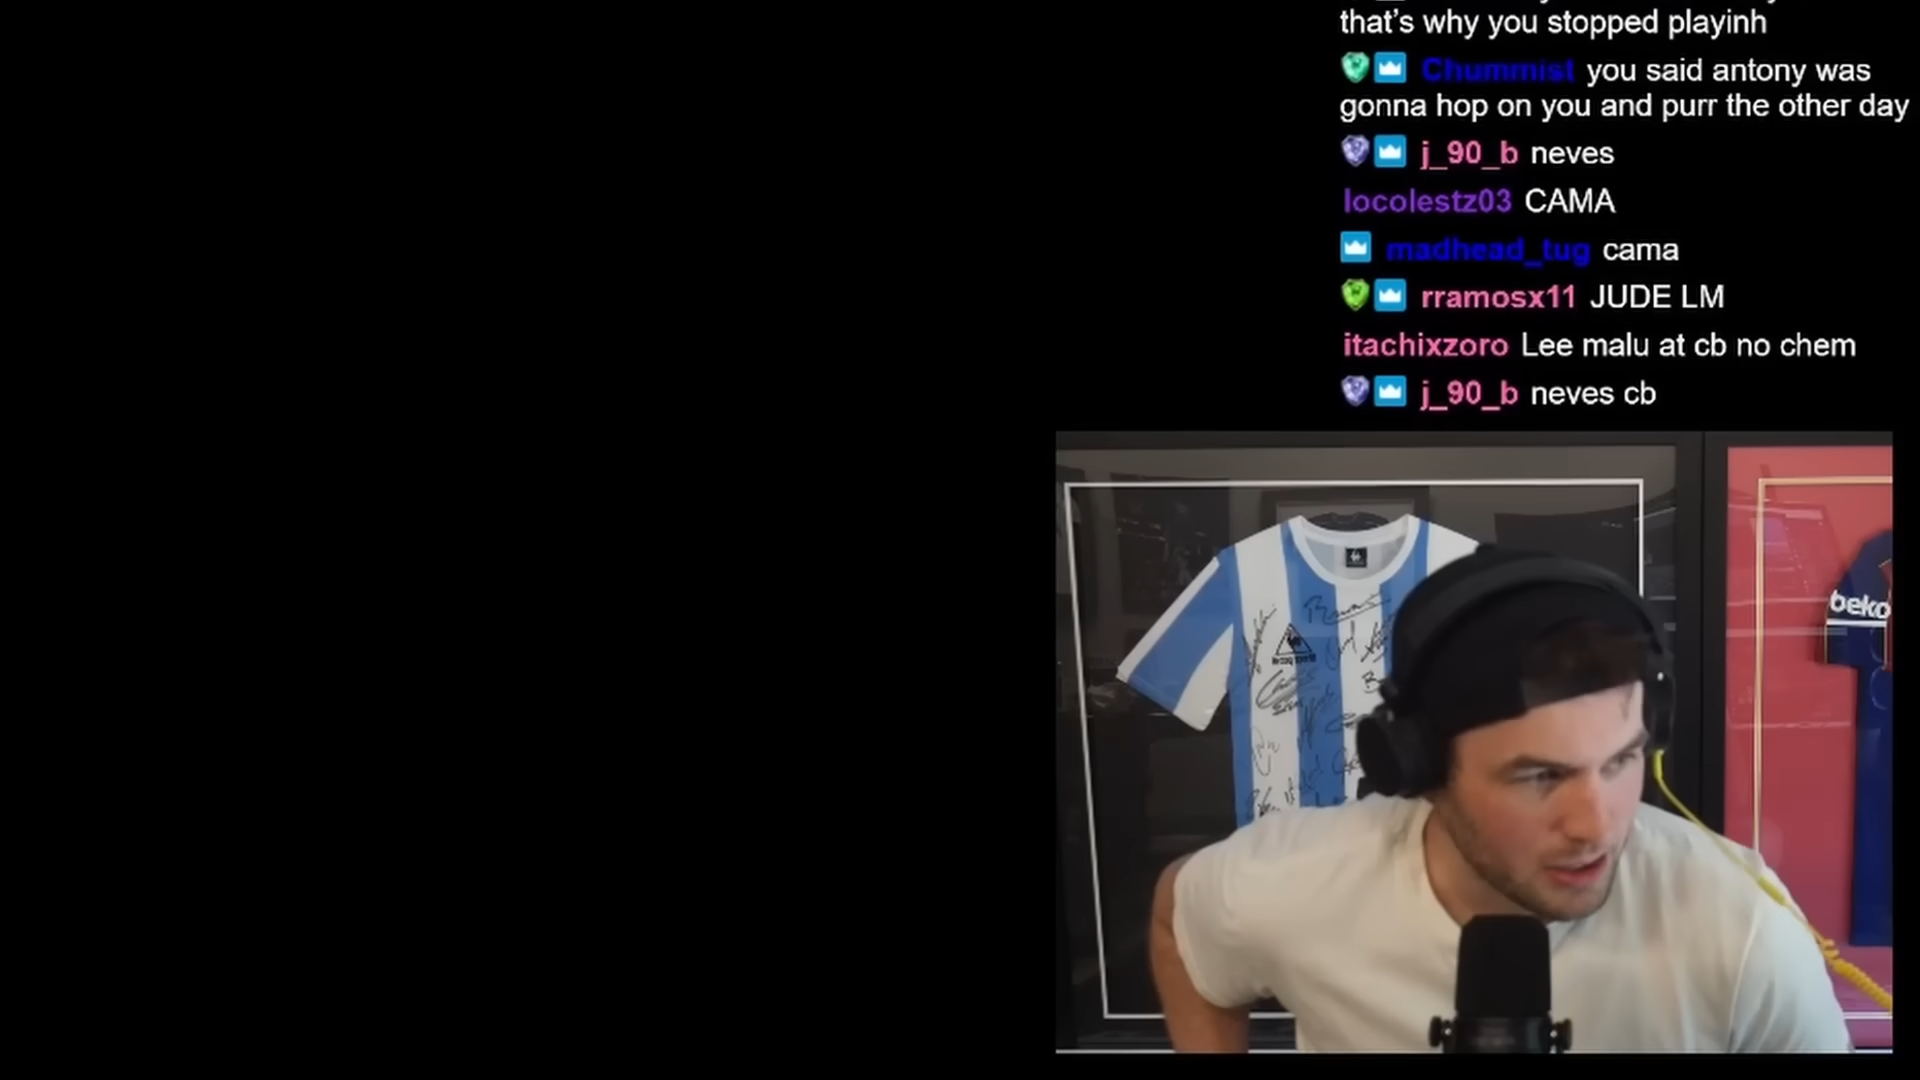 that's why you stopped playinh
Chummist you said antony was
gonna hop on you and purr the other day
j_90_b neves
locolestz03 CAMA
madhead_tug cama
rramosx11 JUDE LM
itachixzoro Lee malu at cb no chem
j_90_b neves cb
beko